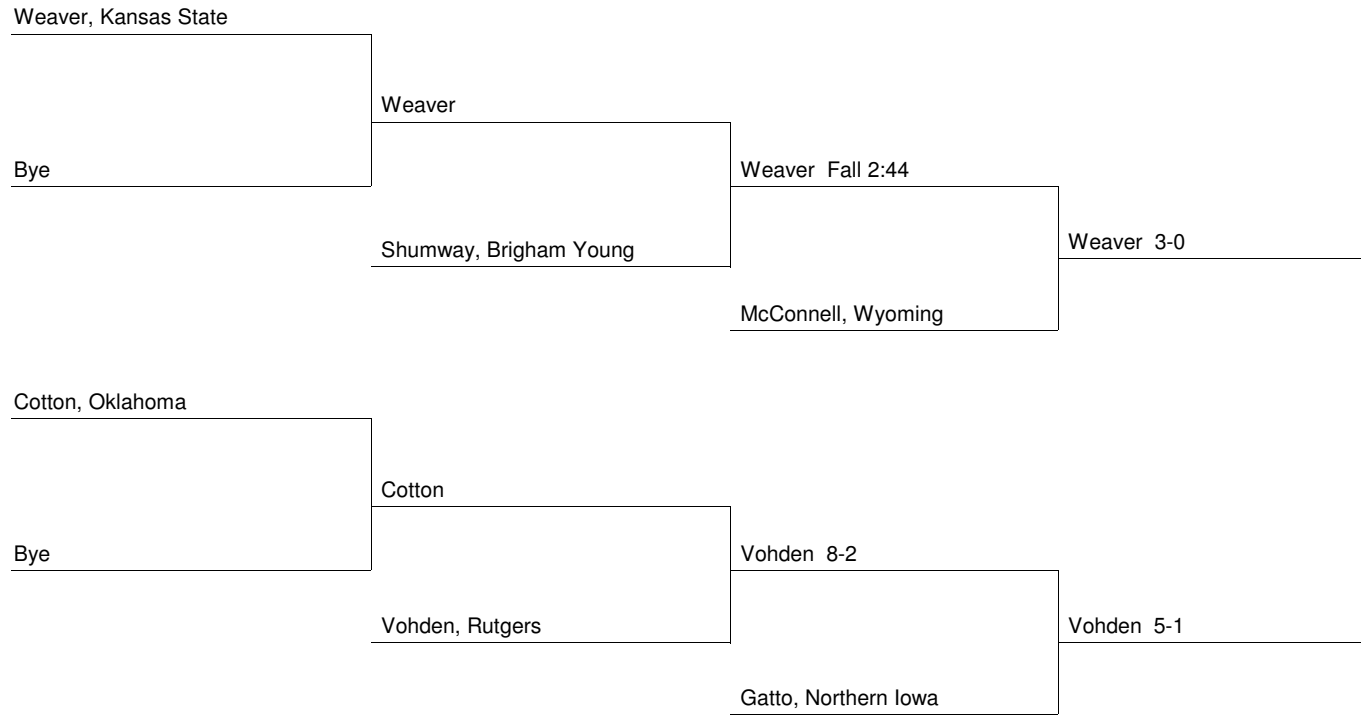 Weaver, Kansas State
Weaver
Bye
Weaver Fall 2:44
Shumway, Brigham Young
Weaver 3-0
McConnell, Wyoming
Cotton, Oklahoma
Cotton
Bye
Vohden 8-2
Vohden, Rutgers
Vohden 5-1
Gatto, Northern Iowa